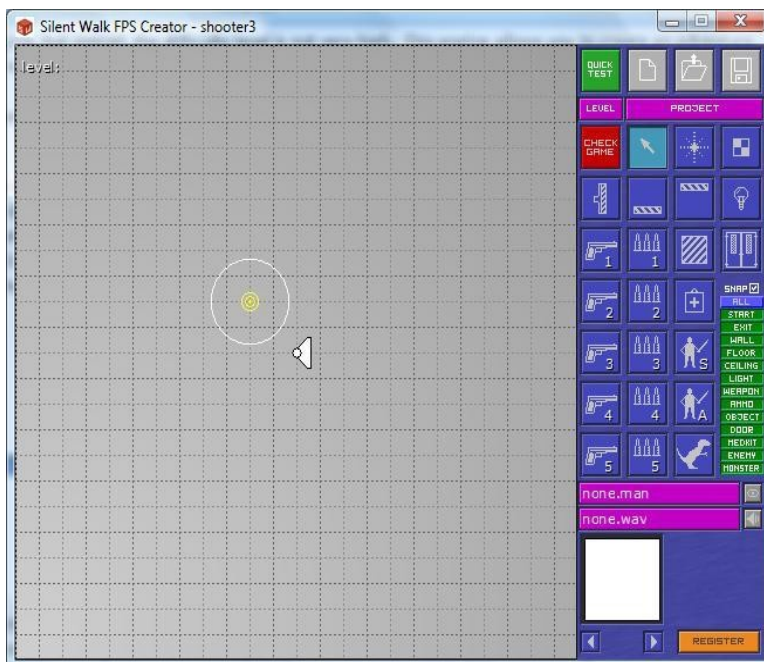 Silent Walk FPS Creator - shooter3
level:
QUICK
TEST
LEVEL
PROJECT
CHECK
GAME
1
1
2
2
3
3
S
4
4
A
5
5
SNAP
ALL
START
EXIT
WALL
FLOOR
CEILING
LIGHT
WEAPON
AMMO
OBJECT
DOOR
MEDKIT
ENEMY
MONSTER
none.man
none.wav
REGISTER